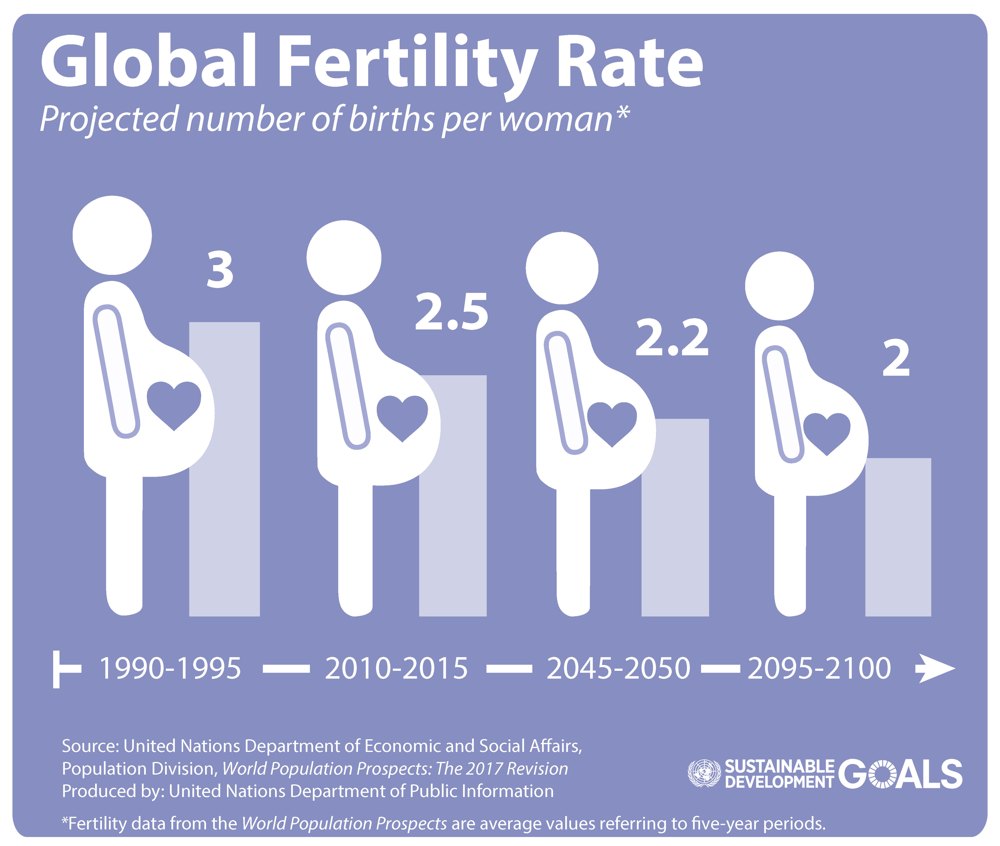 Global Fertility Rate
Projected number of births per woman*
3
2.5
2.2
2
1990-1995
2010-2015
2045-2050
2095-2100
Source: United Nations Department of Economic and Social Affairs,
Population Division, World Population Prospects: The 2017 Revision
Produced by: United Nations Department of Public Information
SUSTAINABLE
DEVELOPMENT
GOALS
*Fertility data from the World Population Prospects are average values referring to five-year periods.